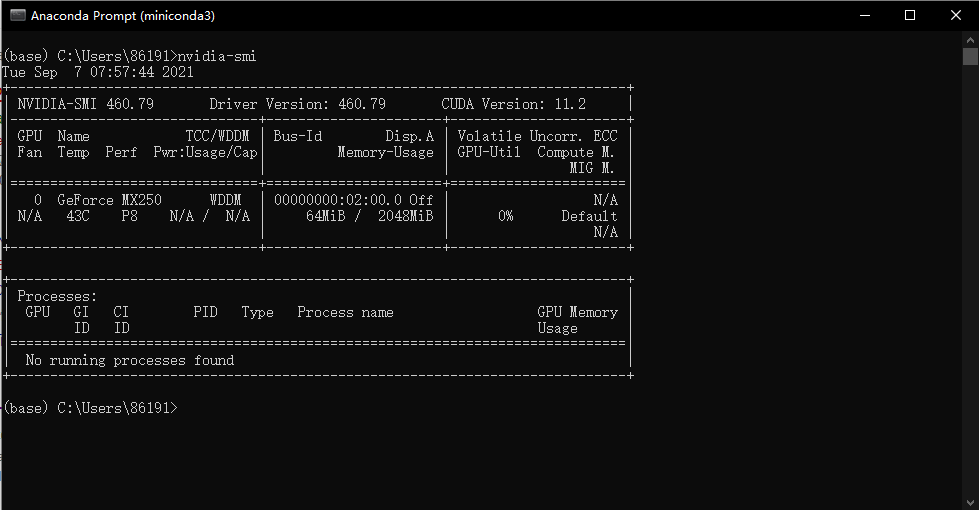 Anaconda Prompt (miniconda3)
(base) C:\Users\86191>nvidia-smi
Tue Sep  7 07:57:44 2021
+-----------------------------------------------------------------------------+
| NVIDIA-SMI 460.79       Driver Version: 460.79       CUDA Version: 11.2     |
|-------------------------------+----------------------+----------------------+
| GPU  Name            TCC/WDDM | Bus-Id        Disp.A | Volatile Uncorr. ECC |
| Fan  Temp  Perf  Pwr:Usage/Cap|         Memory-Usage | GPU-Util  Compute M. |
|                               |                      |               MIG M. |
|===============================+======================+======================|
|   0  GeForce MX250      WDDM  | 00000000:02:00.0 Off |                  N/A |
| N/A   43C    P8    N/A /  N/A |     64MiB /  2048MiB |      0%      Default |
|                               |                      |                  N/A |
+-------------------------------+----------------------+----------------------+
+-----------------------------------------------------------------------------+
| Processes:                                                                  |
|  GPU   GI   CI        PID   Type   Process name                  GPU Memory |
|        ID   ID                                                   Usage      |
|=============================================================================|
|  No running processes found                                                 |
+-----------------------------------------------------------------------------+
(base) C:\Users\86191>